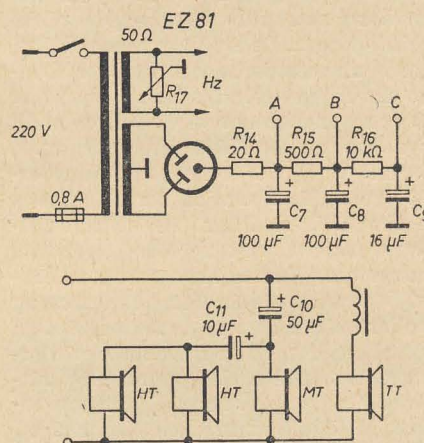 EZ 81
50 Ω
R17
Hz
220 V
0,8 A
A B C
R14 R15 R16
20 Ω 500 Ω 10 kΩ
+ + +
C7 C8 C9
100 µF 100 µF 16 µF
C11
10 µF
+
+ C10
50 µF
HT HT MT TT